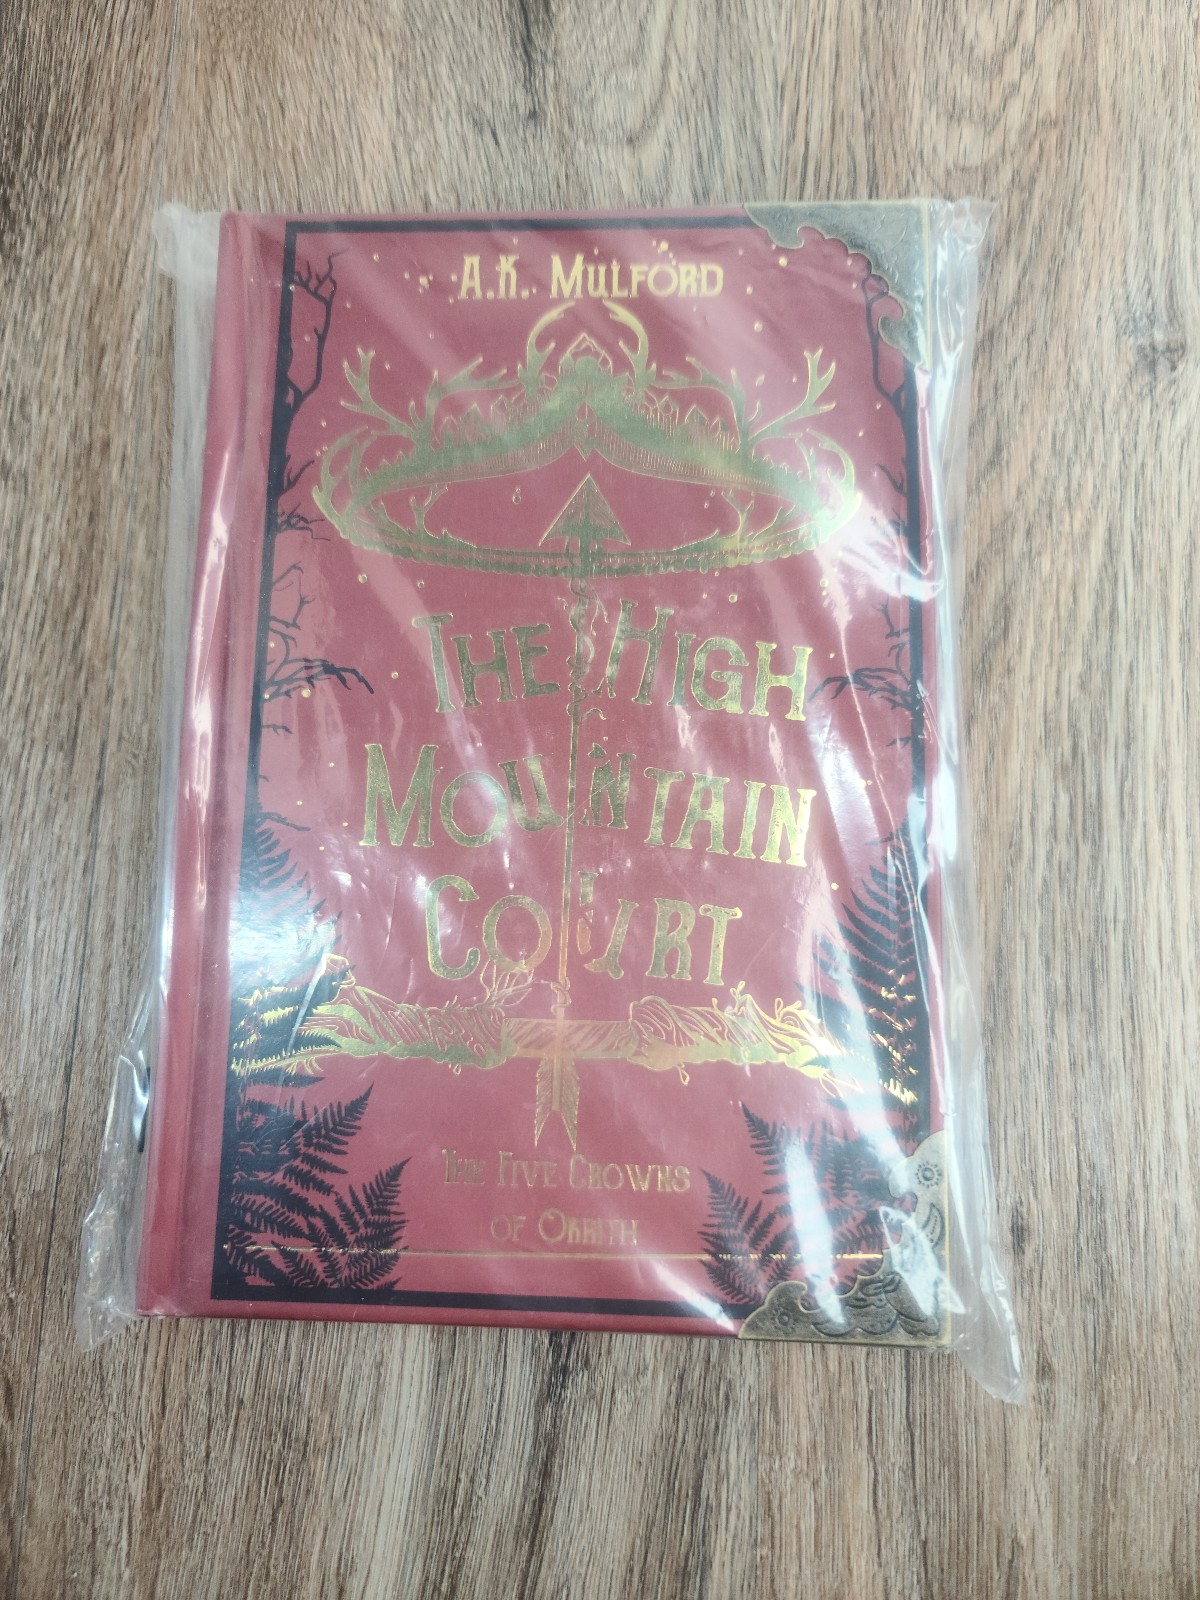 A.K. MULFORD
THE HIGH
MOUNTAIN
COURT
THE FIVE CROWNS
OF OKRITH